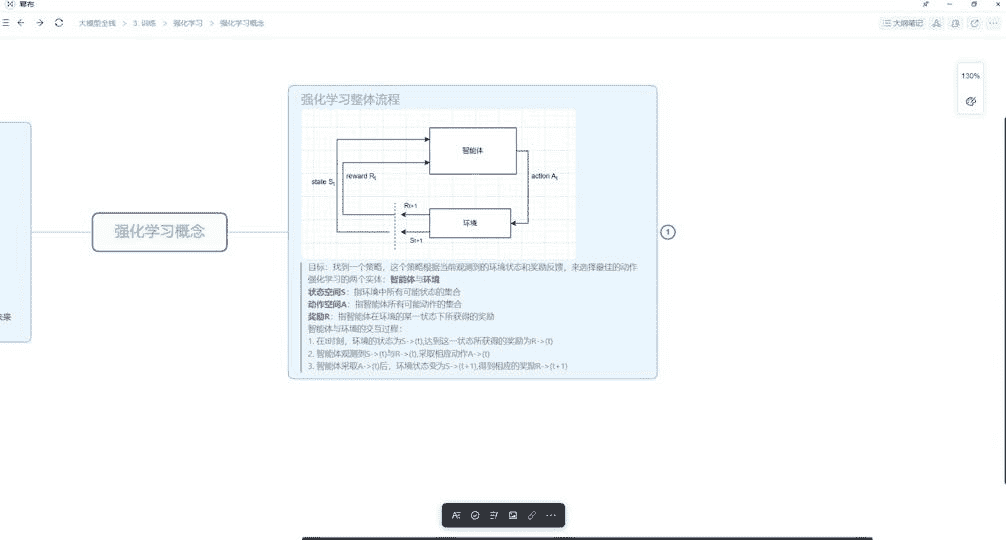 幕布
大模型全栈 > 3 训练 > 强化学习 > 强化学习概念
大纲笔记
130%
强化学习整体流程
智能体
state St
reward Rt
action At
Rt+1
环境
St+1
强化学习概念
1
目标：找到一个策略，这个策略根据当前观测到的环境状态和奖励反馈，来选择最佳的动作
强化学习的两个实体：智能体与环境
状态空间S：指环境中所有可能状态的集合
动作空间A：指智能体所有可能动作的集合
奖励R：指智能体在环境的某一状态下所获得的奖励
智能体与环境的交互过程：
1. 在t时刻，环境的状态为S->(t),达到这一状态所获得的奖励为R->(t)
2. 智能体观测到S->(t)与R->(t),采取相应动作A->(t)
3. 智能体采取A->(t)后，环境状态变为S->(t+1),得到相应的奖励R->(t+1)
未来